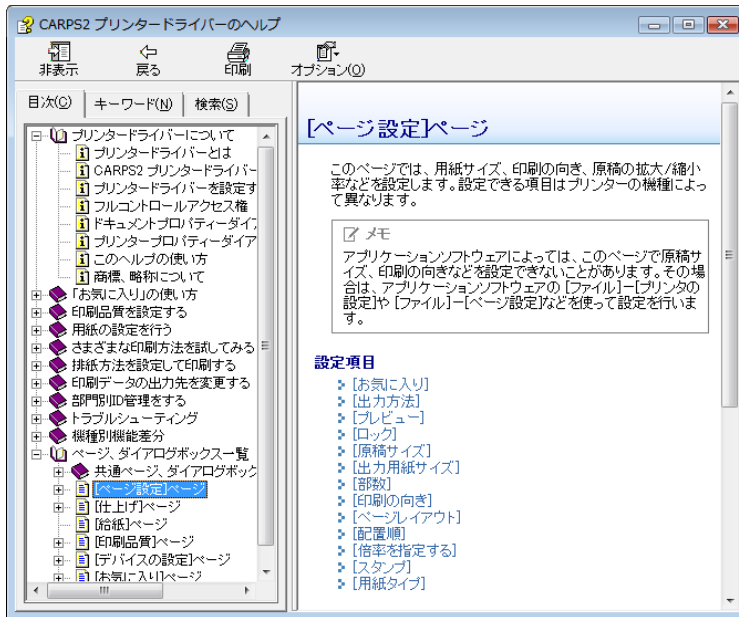 CARPS2 プリンタードライバーのヘルプ
非表示 戻る 印刷 オプション(O)
目次(C) キーワード(N) 検索(S)
プリンタードライバーについて
プリンタードライバーとは
CARPS2 プリンタードライバー
プリンタードライバーを設定す
フルコントロールアクセス権
ドキュメントプロパティーダイア
プリンタープロパティーダイア
このヘルプの使い方
商標、略称について
「お気に入り」の使い方
印刷品質を設定する
用紙の設定を行う
さまざまな印刷方法を試してみる
排紙方法を設定して印刷する
印刷データの出力先を変更する
部門別ID管理をする
トラブルシューティング
機種別機能差分
ページ、ダイアログボックス一覧
共通ページ、ダイアログボック
[ページ設定]ページ
[仕上げ]ページ
[給紙]ページ
[印刷品質]ページ
[デバイスの設定]ページ
[お気に入り]ページ
[ページ設定]ページ
このページでは、用紙サイズ、印刷の向き、原稿の拡大/縮小
率などを設定します。設定できる項目はプリンターの機種によっ
て異なります。
メモ
アプリケーションソフトウェアによっては、このページで原稿サ
イズ、印刷の向きなどを設定できないことがあります。その場
合は、アプリケーションソフトウェアの [ファイル]－[プリンタの
設定]や [ファイル]－[ページ設定]などを使って設定を行いま
す。
設定項目
[お気に入り]
[出力方法]
[プレビュー]
[ロック]
[原稿サイズ]
[出力用紙サイズ]
[部数]
[印刷の向き]
[ページレイアウト]
[配置順]
[倍率を指定する]
[スタンプ]
[用紙タイプ]